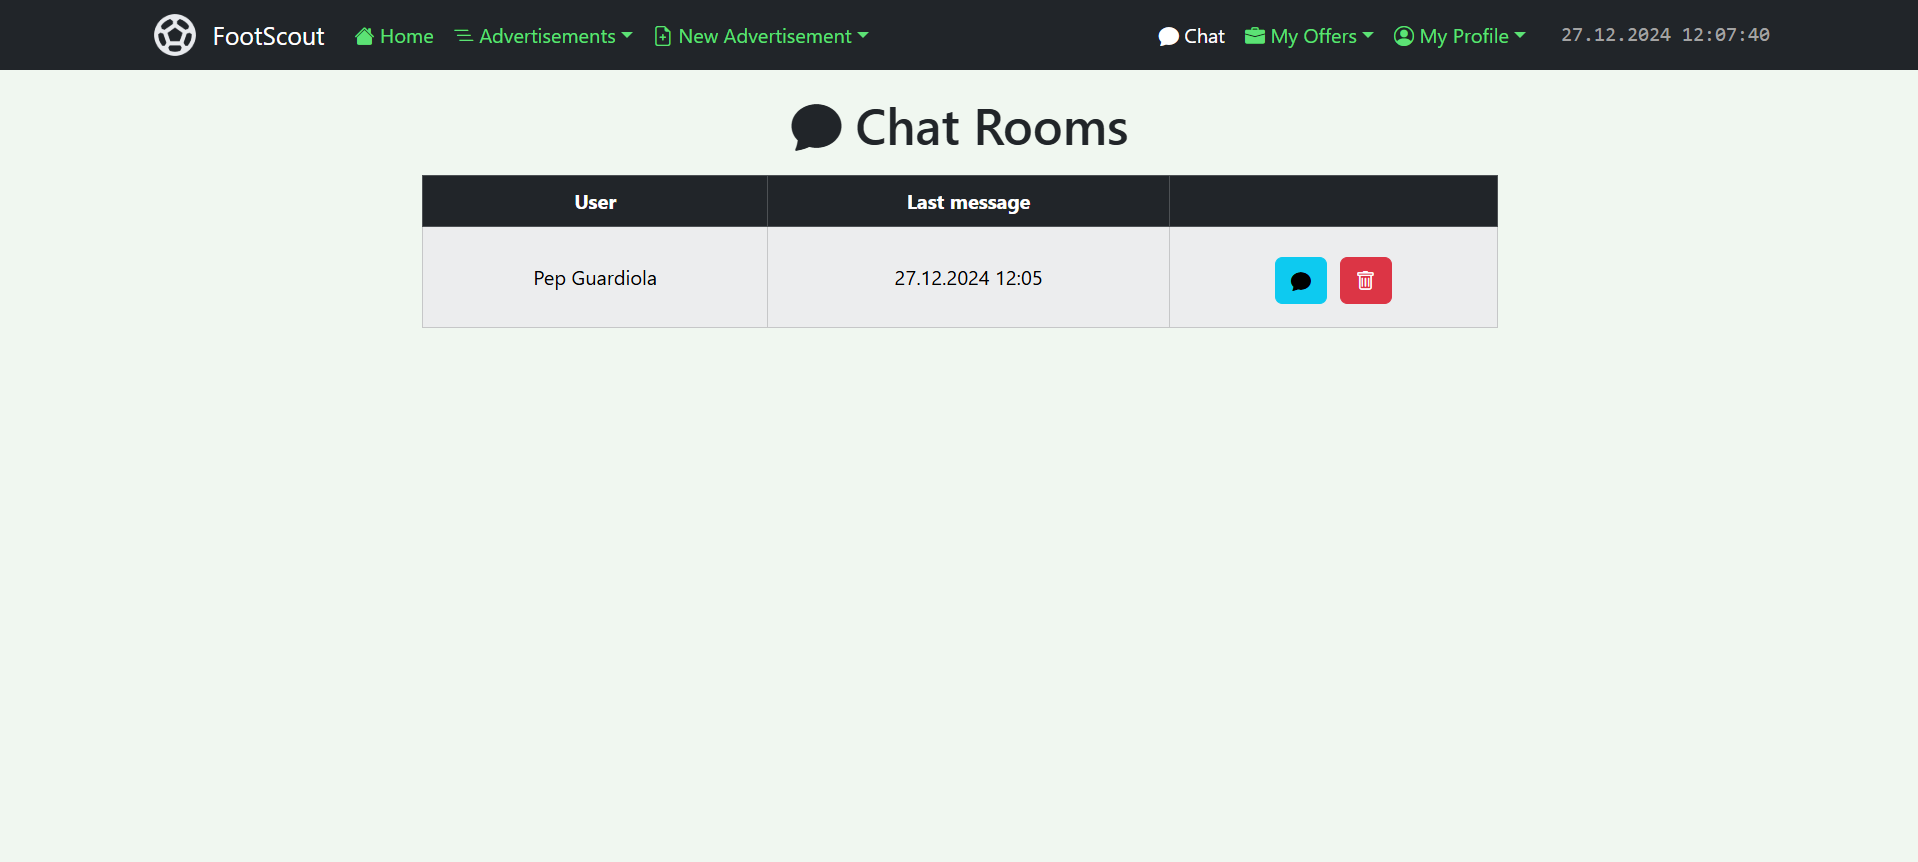 FootScout Home Advertisements New Advertisement Chat My Offers My Profile 27.12.2024 12:07:40
Chat Rooms
User Last message
Pep Guardiola 27.12.2024 12:05